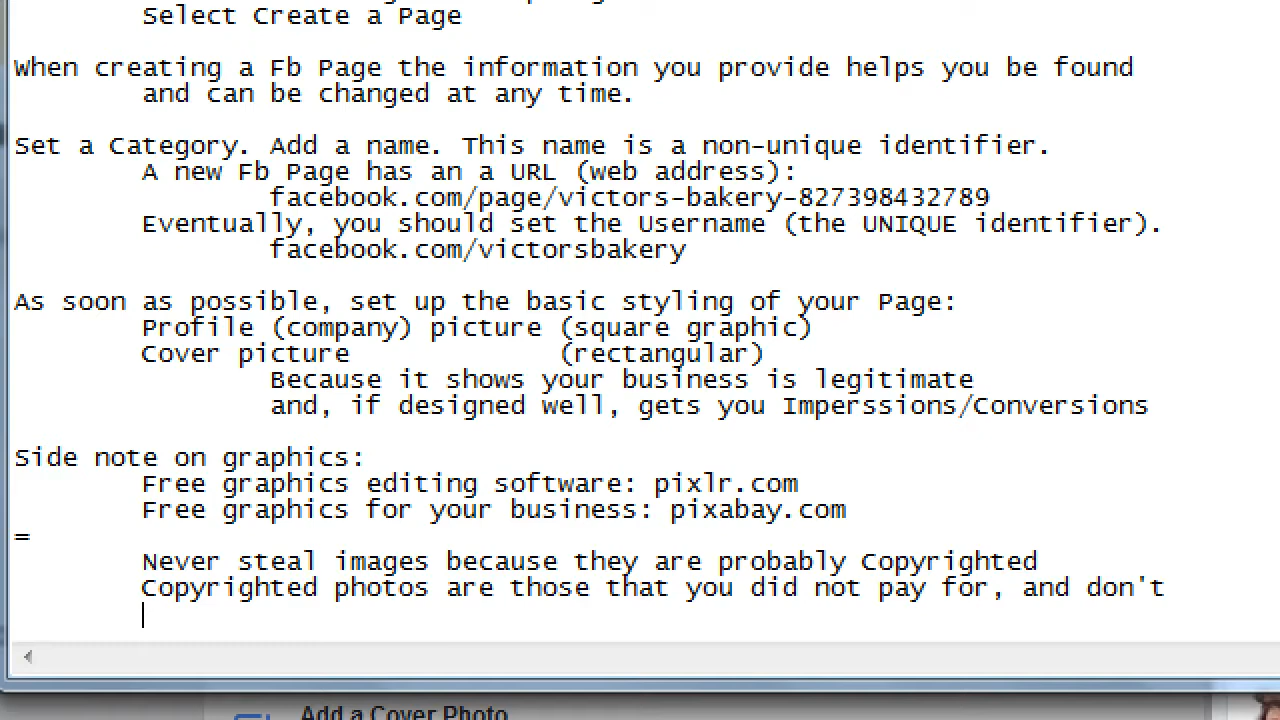 Select Create a Page
When creating a Fb Page the information you provide helps you be found
and can be changed at any time.
Set a Category. Add a name. This name is a non-unique identifier.
A new Fb Page has an a URL (web address):
facebook.com/page/victors-bakery-827398432789
Eventually, you should set the Username (the UNIQUE identifier).
facebook.com/victorsbakery
As soon as possible, set up the basic styling of your Page:
Profile (company) picture (square graphic)
Cover picture (rectangular)
Because it shows your business is legitimate
and, if designed well, gets you Imperssions/Conversions
Side note on graphics:
Free graphics editing software: pixlr.com
Free graphics for your business: pixabay.com
=
Never steal images because they are probably Copyrighted
Copyrighted photos are those that you did not pay for, and don't
Add a Cover Photo